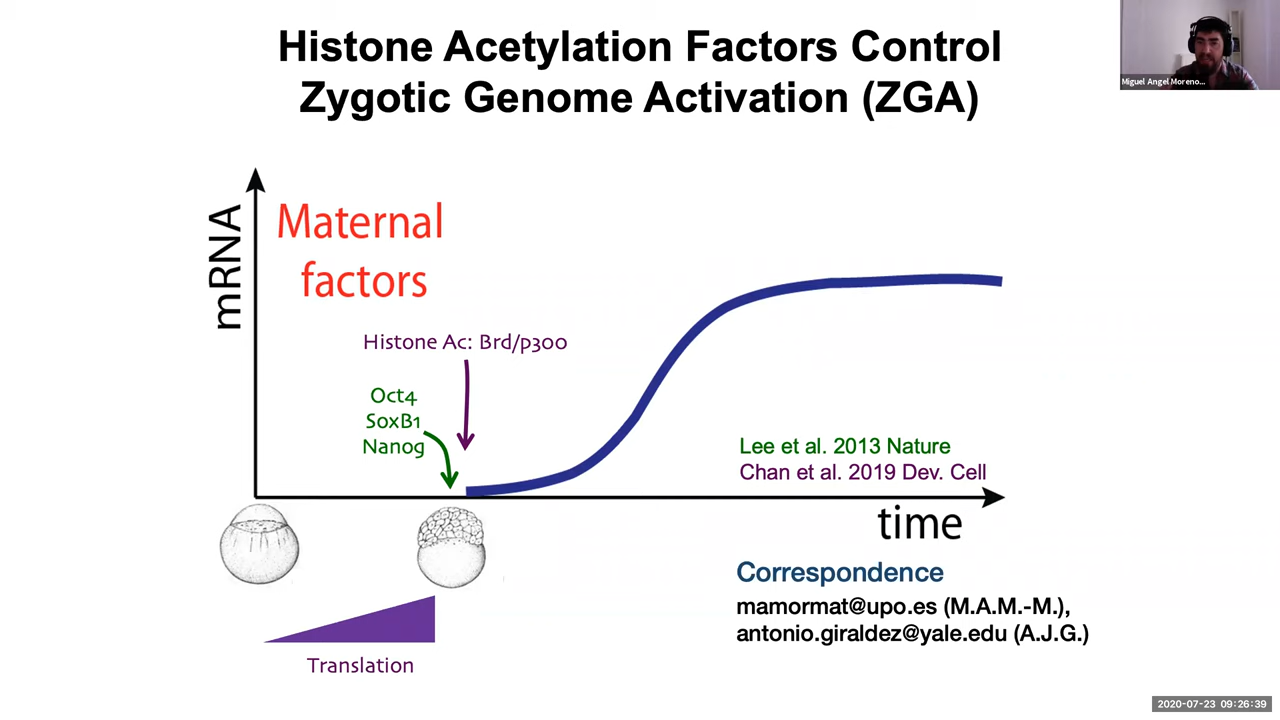 Histone Acetylation Factors Control
Zygotic Genome Activation (ZGA)
Miguel Angel Moreno...
mRNA
Maternal
factors
Histone Ac: Brd/p300
Oct4
SoxB1
Nanog
Lee et al. 2013 Nature
Chan et al. 2019 Dev. Cell
time
Translation
Correspondence
mamormat@upo.es (M.A.M.-M.),
antonio.giraldez@yale.edu (A.J.G.)
2020-07-23 09:26:39